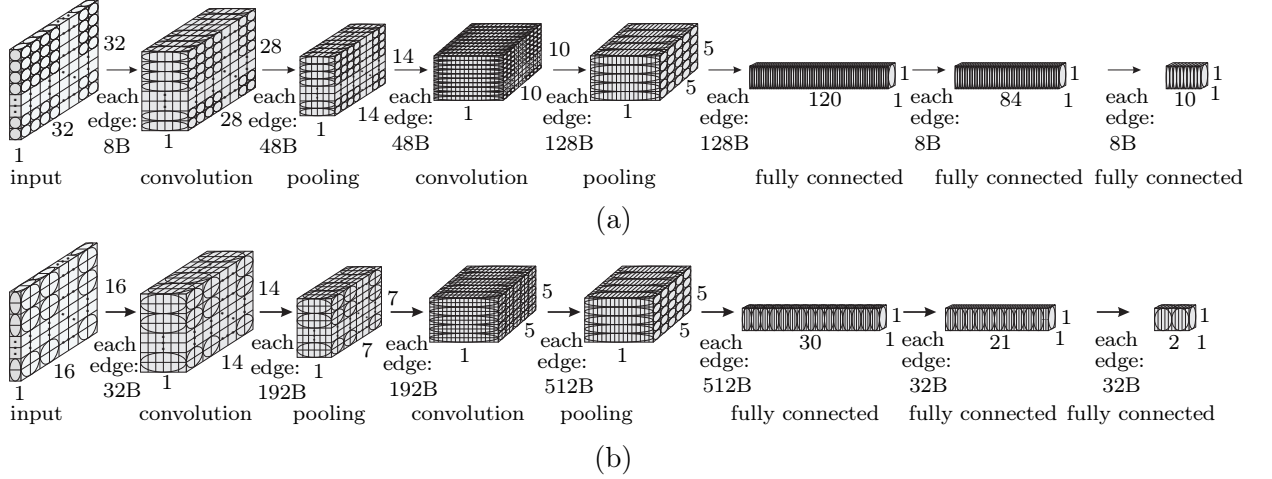 32 28 14 10 5 1 1 1
each edge: 8B
each edge: 48B
each edge: 48B
each edge: 128B
each edge: 128B
each edge: 8B
each edge: 8B
32 28 14 10 5 120 1 84 1 10 1
1 1 1 1 1
input convolution pooling convolution pooling fully connected fully connected fully connected
(a)
16 14 7 5 5 1 1 1
each edge: 32B
each edge: 192B
each edge: 192B
each edge: 512B
each edge: 512B
each edge: 32B
each edge: 32B
16 14 7 5 5 30 1 21 1 2 1
1 1 1 1 1
input convolution pooling convolution pooling fully connected fully connected fully connected
(b)